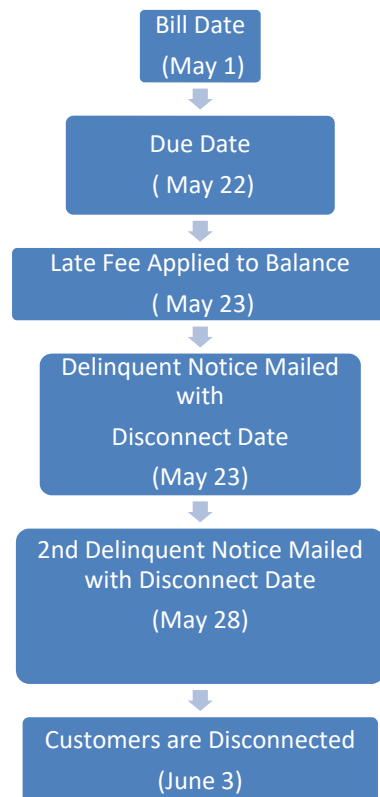 Bill Date
(May 1)
Due Date
( May 22)
Late Fee Applied to Balance
( May 23)
Delinquent Notice Mailed
with
Disconnect Date
(May 23)
2nd Delinquent Notice Mailed
with Disconnect Date
(May 28)
Customers are Disconnected
(June 3)